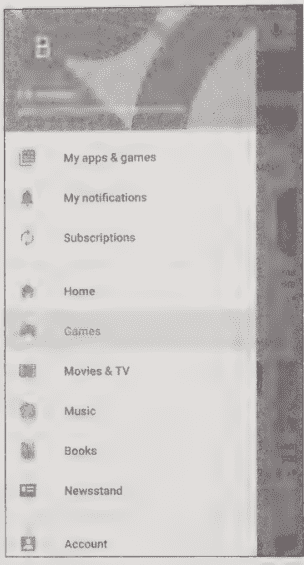 B
My apps & games
My notifications
Subscriptions
Home
Games
Movies & TV
Music
Books
Newsstand
Account